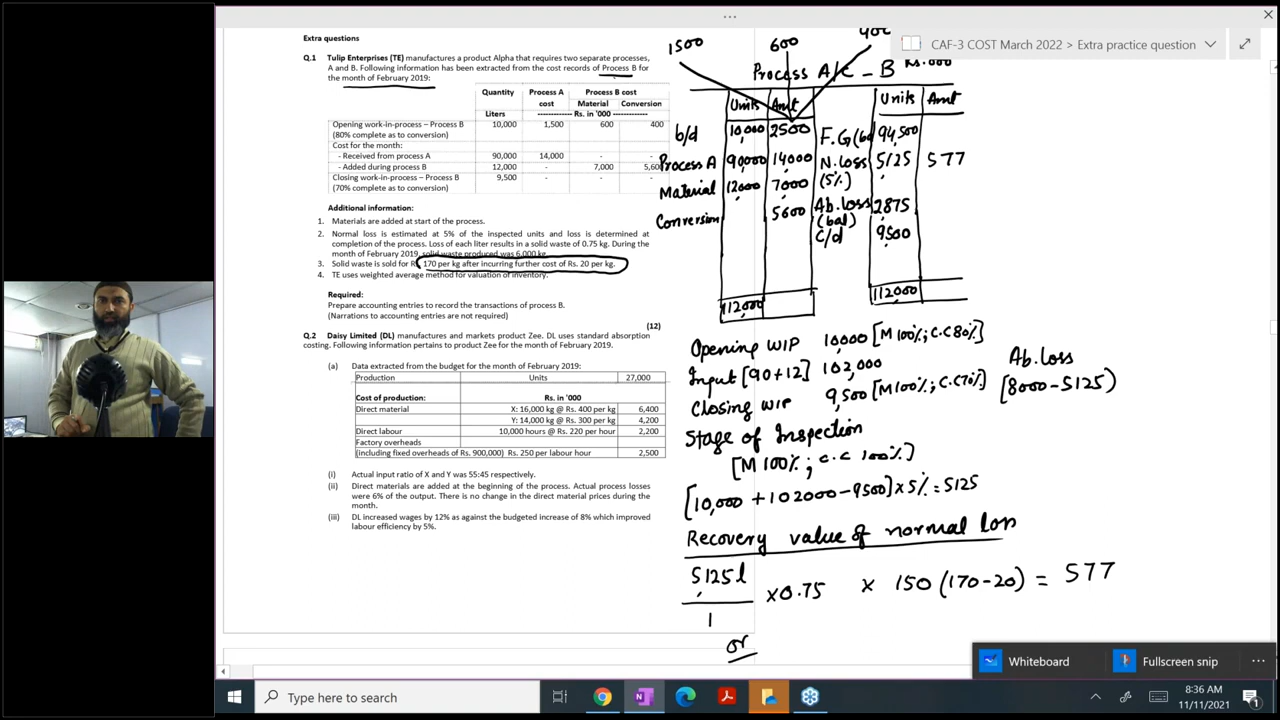 CAF-3 COST March 2022 > Extra practice question
Extra questions
Q.1 Tulip Enterprises (TE) manufactures a product Alpha that requires two separate processes,
A and B. Following information has been extracted from the cost records of Process B for
the month of February 2019:
Quantity Process A Process B cost
cost Material Conversion
Liters ------------- Rs. in '000 ------------
Opening work-in-process – Process B 10,000 1,500 600 400
(80% complete as to conversion)
Cost for the month:
- Received from process A 90,000 14,000 - -
- Added during process B 12,000 - 7,000 5,600
Closing work-in-process – Process B 9,500 - - -
(70% complete as to conversion)
Additional information:
1. Materials are added at start of the process.
2. Normal loss is estimated at 5% of the inspected units and loss is determined at
completion of the process. Loss of each liter results in a solid waste of 0.75 kg. During the
month of February 2019, solid waste produced was 6,000 kg.
3. Solid waste is sold for R 170 per kg after incurring further cost of Rs. 20 per kg.
4. TE uses weighted average method for valuation of inventory.
Required:
Prepare accounting entries to record the transactions of process B.
(Narrations to accounting entries are not required)
(12)
Q.2 Daisy Limited (DL) manufactures and markets product Zee. DL uses standard absorption
costing. Following information pertains to product Zee for the month of February 2019.
(a) Data extracted from the budget for the month of February 2019:
Production Units 27,000
Cost of production: Rs. in '000
Direct material X: 16,000 kg @ Rs. 400 per kg 6,400
Y: 14,000 kg @ Rs. 300 per kg 4,200
Direct labour 10,000 hours @ Rs. 220 per hour 2,200
Factory overheads
(including fixed overheads of Rs. 900,000) Rs. 250 per labour hour 2,500
(i) Actual input ratio of X and Y was 55:45 respectively.
(ii) Direct materials are added at the beginning of the process. Actual process losses
were 6% of the output. There is no change in the direct material prices during the
month.
(iii) DL increased wages by 12% as against the budgeted increase of 8% which improved
labour efficiency by 5%.
1500 600 400
Process A/C – B Rs.000
Units Amt Units Amt
b/d 10,000 2500 F.G (bal 94,500
Process A 90,000 14000 N.loss 5125 577
(5%)
Material 12000 7000 Ab.loss 2875
(bal)
Conversion 5600 C/d 9500
112,000 112,000
Opening WIP 10,000 [M 100%; C.C 80%]
Input [90+12] 102,000
Closing WIP 9,500 [M100%; C.C 70%]
Ab.loss
[8000-5125)
Stage of Inspection
[M 100%; C.C 100%]
[10,000 + 102000 – 9500] x 5% = 5125
Recovery value of normal loss
5125 l x 0.75 x 150 (170-20) = 577
1
or
Whiteboard Fullscreen snip
Type here to search
8:36 AM
11/11/2021